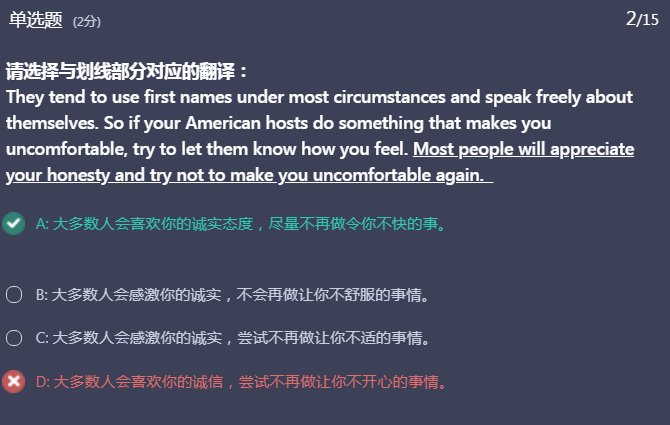 单选题 (2分) 2/15
请选择与划线部分对应的翻译：
They tend to use first names under most circumstances and speak freely about
themselves. So if your American hosts do something that makes you
uncomfortable, try to let them know how you feel. Most people will appreciate
your honesty and try not to make you uncomfortable again.
A: 大多数人会喜欢你的诚实态度，尽量不再做令你不快的事。
B: 大多数人会感激你的诚实，不会再做让你不舒服的事情。
C: 大多数人会感激你的诚实，尝试不再做让你不适的事情。
D: 大多数人会喜欢你的诚信，尝试不再做让你不开心的事情。